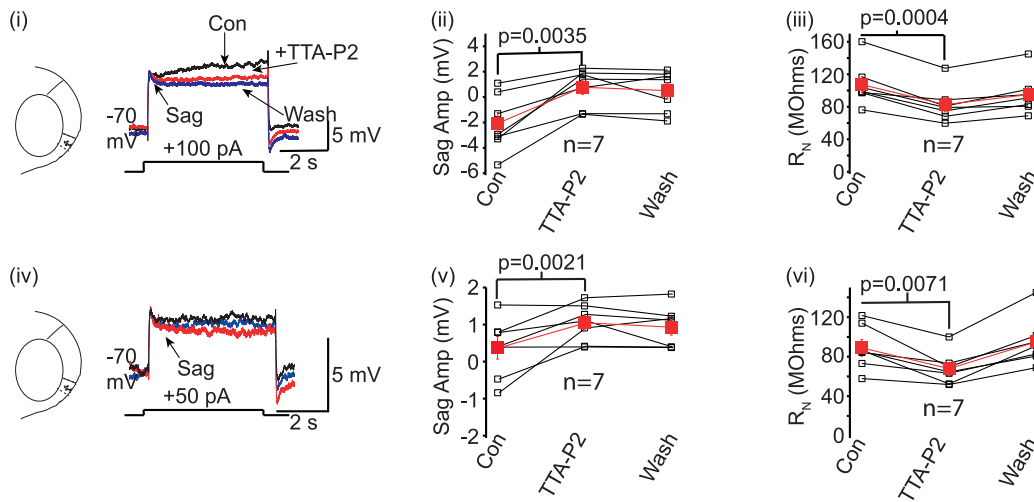 (i)
Con
+TTA-P2
Sag
-70
mV
Wash
5 mV
+100 pA
2 s
(ii)
p=0.0035
Sag Amp (mV)
4
2
0
-2
-4
-6
n=7
Con
TTA-P2
Wash
(iii)
p=0.0004
R_N (MOhms)
160
120
80
40
0
n=7
Con
TTA-P2
Wash
(iv)
-70
mV
Sag
5 mV
+50 pA
2 s
(v)
p=0.0021
Sag Amp (mV)
2
1
0
1
-2
n=7
Con
TTA-P2
Wash
(vi)
p=0.0071
R_N (MOhms)
120
80
40
0
n=7
Con
TTA-P2
Wash